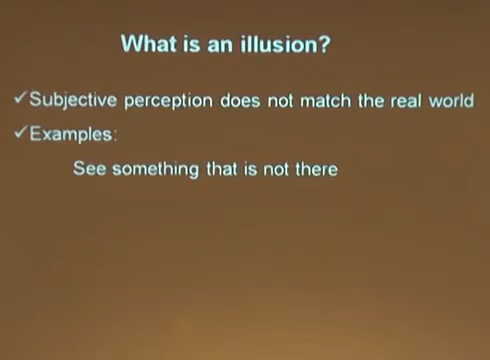 What is an illusion?
✓Subjective perception does not match the real world
✓Examples:
See something that is not there